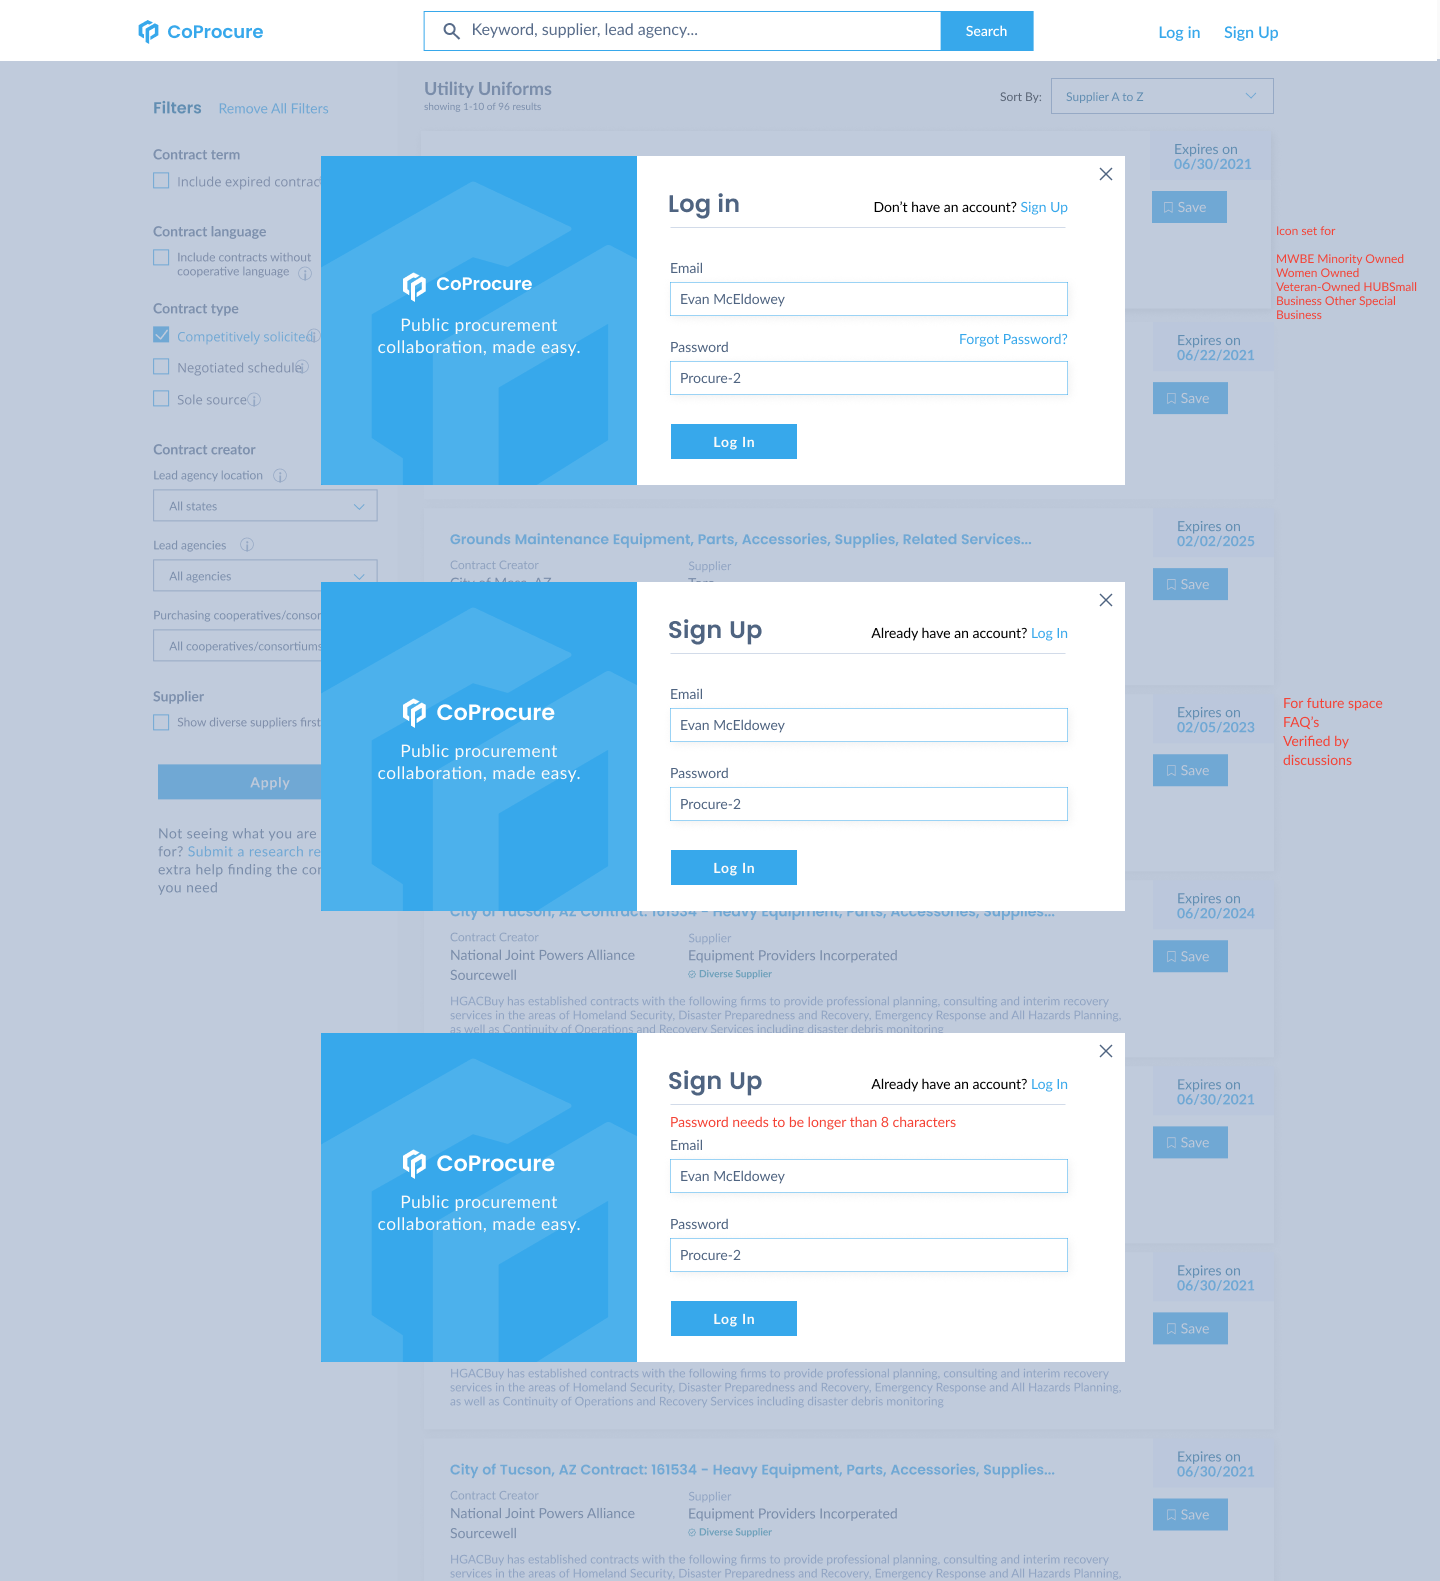 CoProcure
Keyword, supplier, lead agency...
Search
Log in
Sign Up
Filters
Remove All Filters
Contract term
Include expired contrac
Contract language
Include contracts without
cooperative language
Contract type
Competitively solicited
Negotiated schedule
Sole source
Contract creator
Lead agency location
All states
Lead agencies
All agencies
Purchasing cooperatives/consor
All cooperatives/consortiums
Supplier
Show diverse suppliers first
Apply
Not seeing what you are
for? Submit a research re
extra help finding the cor
you need
Utility Uniforms
showing 1-10 of 96 results
Sort By:
Supplier A to Z
Expires on
06/30/2021
Save
Icon set for
MWBE Minority Owned
Women Owned
Veteran-Owned HUBSmall
Business Other Special
Business
Expires on
06/22/2021
Save
CoProcure
Public procurement
collaboration, made easy.
Log in
Don't have an account? Sign Up
Email
Evan McEldowey
Password
Forgot Password?
Procure-2
Log In
Grounds Maintenance Equipment, Parts, Accessories, Supplies, Related Services...
Contract Creator
Supplier
City of Mesa, AZ
Toro
Expires on
02/02/2025
Save
CoProcure
Public procurement
collaboration, made easy.
Sign Up
Already have an account? Log In
Email
Evan McEldowey
Password
Procure-2
Log In
Expires on
02/05/2023
Save
For future space
FAQ's
Verified by
discussions
City of Tucson, AZ Contract: 161534 - Heavy Equipment, Parts, Accessories, Supplies...
Contract Creator
Supplier
National Joint Powers Alliance
Equipment Providers Incorperated
Sourcewell
Diverse Supplier
HGACBuy has established contracts with the following firms to provide professional planning, consulting and interim recovery
services in the areas of Homeland Security, Disaster Preparedness and Recovery, Emergency Response and All Hazards Planning,
as well as Continuity of Operations and Recovery Services including disaster debris monitoring
Expires on
06/20/2024
Save
CoProcure
Public procurement
collaboration, made easy.
Sign Up
Already have an account? Log In
Password needs to be longer than 8 characters
Email
Evan McEldowey
Password
Procure-2
Log In
Expires on
06/30/2021
Save
Expires on
06/30/2021
Save
HGACBuy has established contracts with the following firms to provide professional planning, consulting and interim recovery
services in the areas of Homeland Security, Disaster Preparedness and Recovery, Emergency Response and All Hazards Planning,
as well as Continuity of Operations and Recovery Services including disaster debris monitoring
City of Tucson, AZ Contract: 161534 - Heavy Equipment, Parts, Accessories, Supplies...
Contract Creator
Supplier
National Joint Powers Alliance
Equipment Providers Incorperated
Sourcewell
Diverse Supplier
HGACBuy has established contracts with the following firms to provide professional planning, consulting and interim recovery
services in the areas of Homeland Security, Disaster Preparedness and Recovery, Emergency Response and All Hazards Planning,
Expires on
06/30/2021
Save